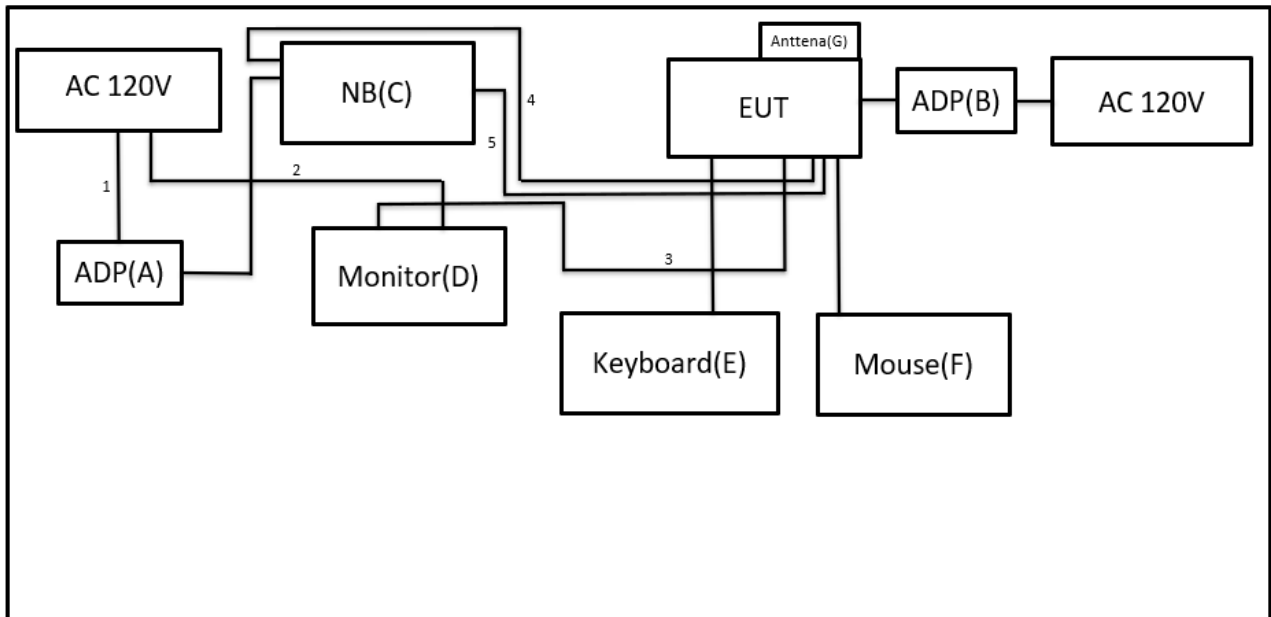 Anttena(G)
AC 120V
NB(C)
4
EUT
ADP(B)
AC 120V
5
1
2
ADP(A)
Monitor(D)
3
Keyboard(E)
Mouse(F)